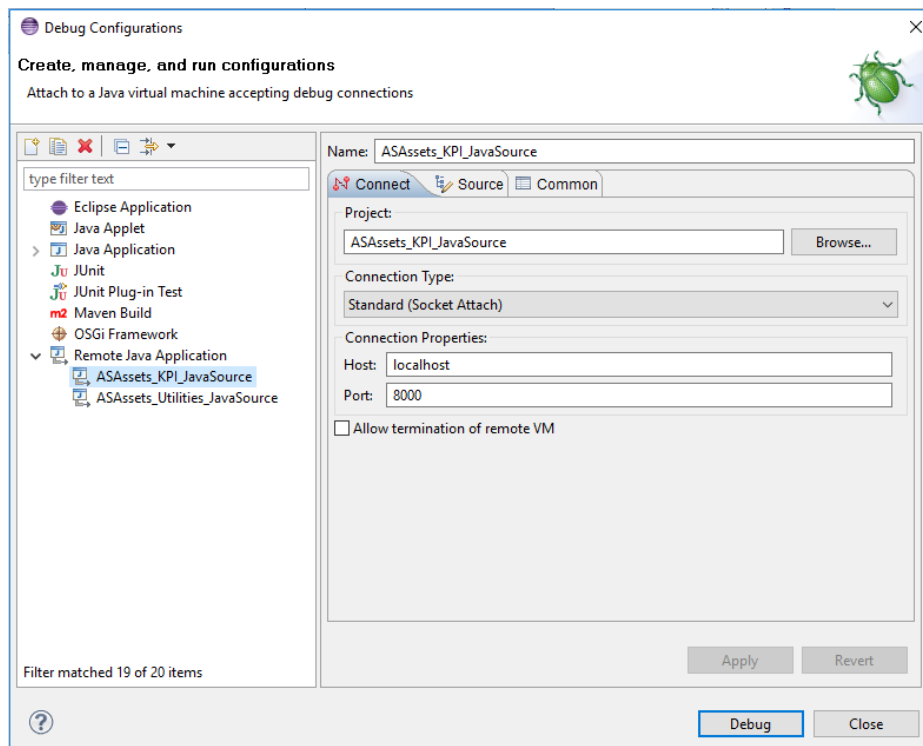 Debug Configurations
Create, manage, and run configurations
Attach to a Java virtual machine accepting debug connections
type filter text
Eclipse Application
Java Applet
Java Application
Ju JUnit
JUnit Plug-in Test
m2 Maven Build
OSGi Framework
Remote Java Application
ASAssets_KPI_JavaSource
ASAssets_Utilities_JavaSource
Filter matched 19 of 20 items
Name: ASAssets_KPI_JavaSource
Connect Source Common
Project:
ASAssets_KPI_JavaSource Browse...
Connection Type:
Standard (Socket Attach)
Connection Properties:
Host: localhost
Port: 8000
Allow termination of remote VM
Apply Revert
? Debug Close